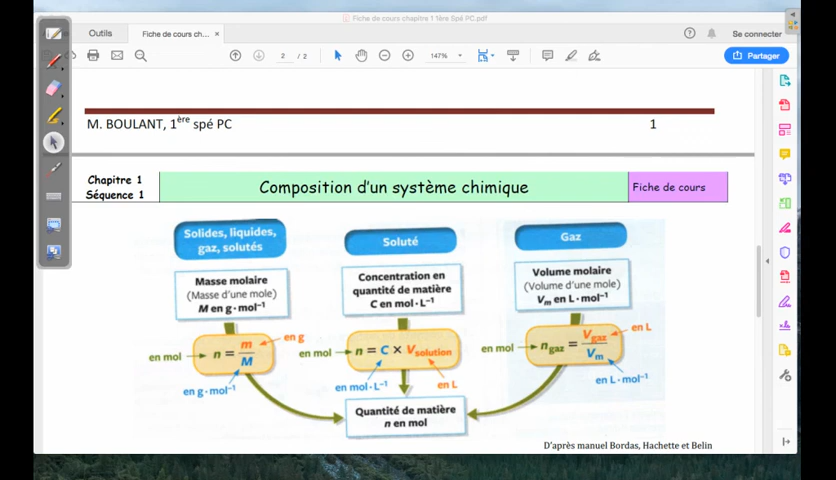 Fiche de cours chapitre 1 1ère Spé PC.pdf
Outils
Fiche de cours ch... ×
Se connecter
2 / 2
147%
Partager
M. BOULANT, 1ère spé PC
1
Chapitre 1
Séquence 1
Composition d'un système chimique
Fiche de cours
Solides, liquides,
gaz, solutés
Soluté
Gaz
Masse molaire
(Masse d'une mole)
M en g·mol⁻¹
Concentration en
quantité de matière
C en mol·L⁻¹
Volume molaire
(Volume d'une mole)
Vm en L·mol⁻¹
en mol
n = m/M
en g
en g·mol⁻¹
en mol
n = C × Vsolution
en mol·L⁻¹
en L
en mol
ngaz = Vgaz/Vm
en L
en L·mol⁻¹
Quantité de matière
n en mol
D'après manuel Bordas, Hachette et Belin